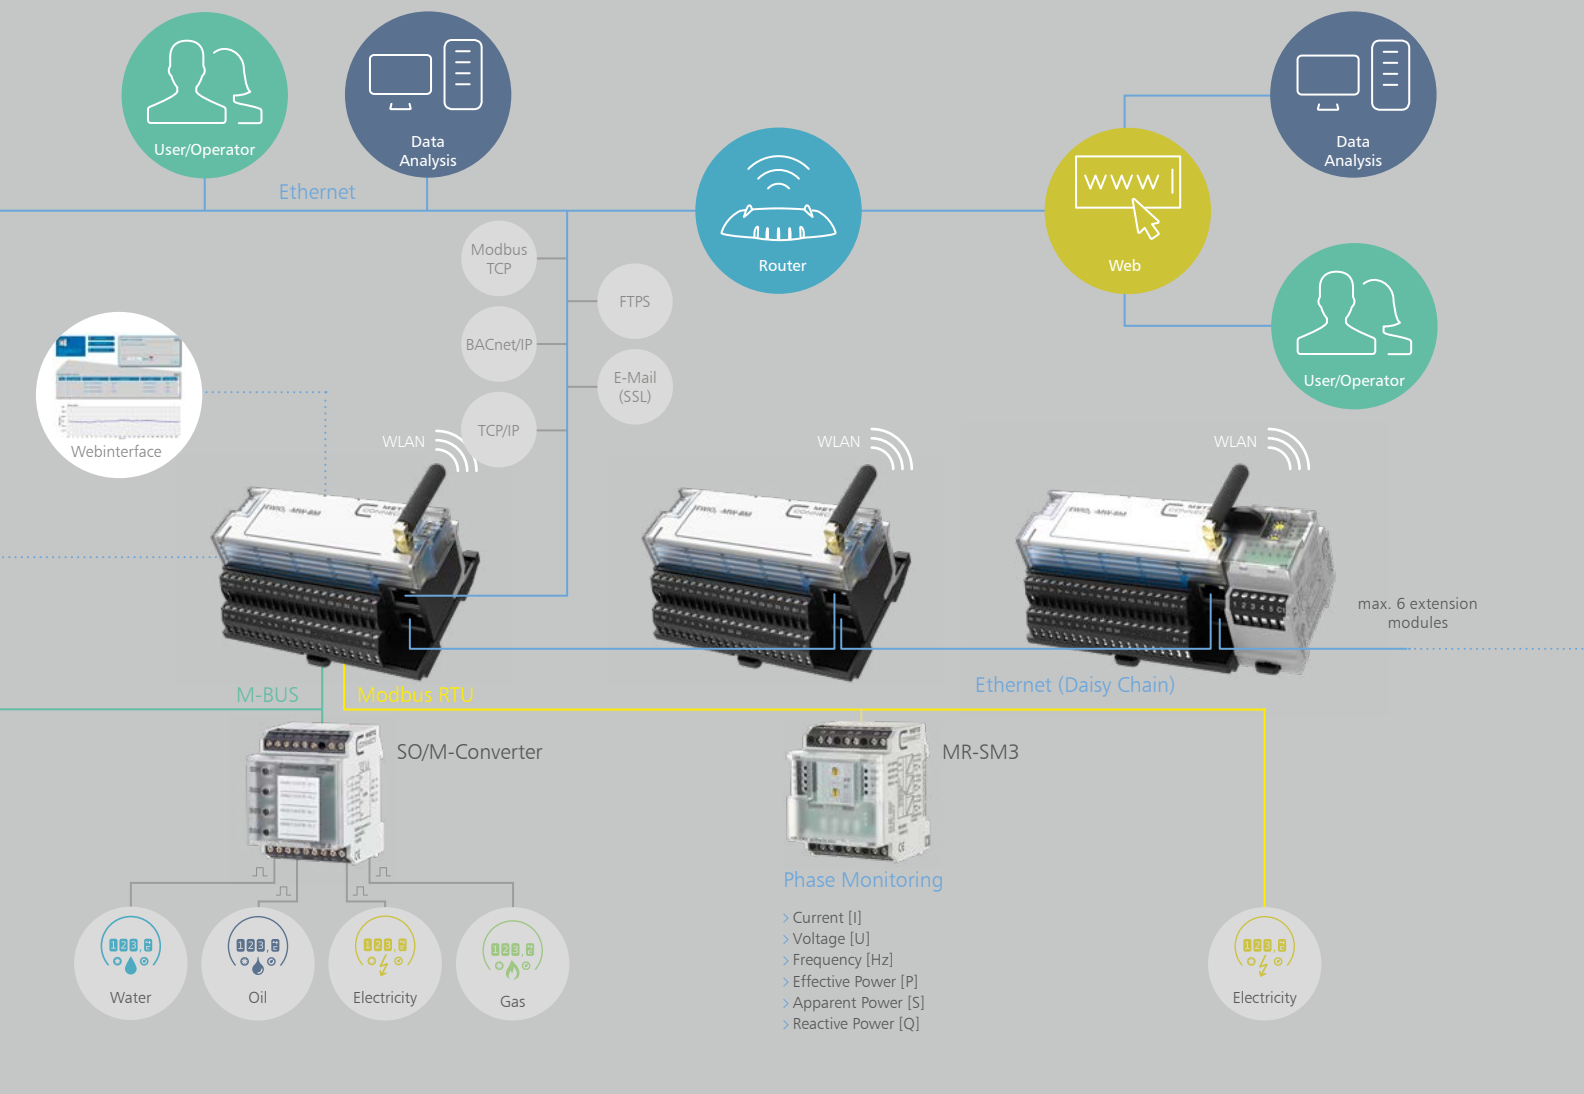 User/Operator
Data
Analysis
Data
Analysis
www
Ethernet
Router
Web
Modbus
TCP
FTPS
BACnet/IP
E-Mail
(SSL)
TCP/IP
User/Operator
Webinterface
WLAN
WLAN
WLAN
max. 6 extension
modules
M-BUS
Modbus RTU
Ethernet (Daisy Chain)
SO/M-Converter
MR-SM3
Phase Monitoring
> Current [I]
> Voltage [U]
> Frequency [Hz]
> Effective Power [P]
> Apparent Power [S]
> Reactive Power [Q]
Water
Oil
Electricity
Gas
Electricity